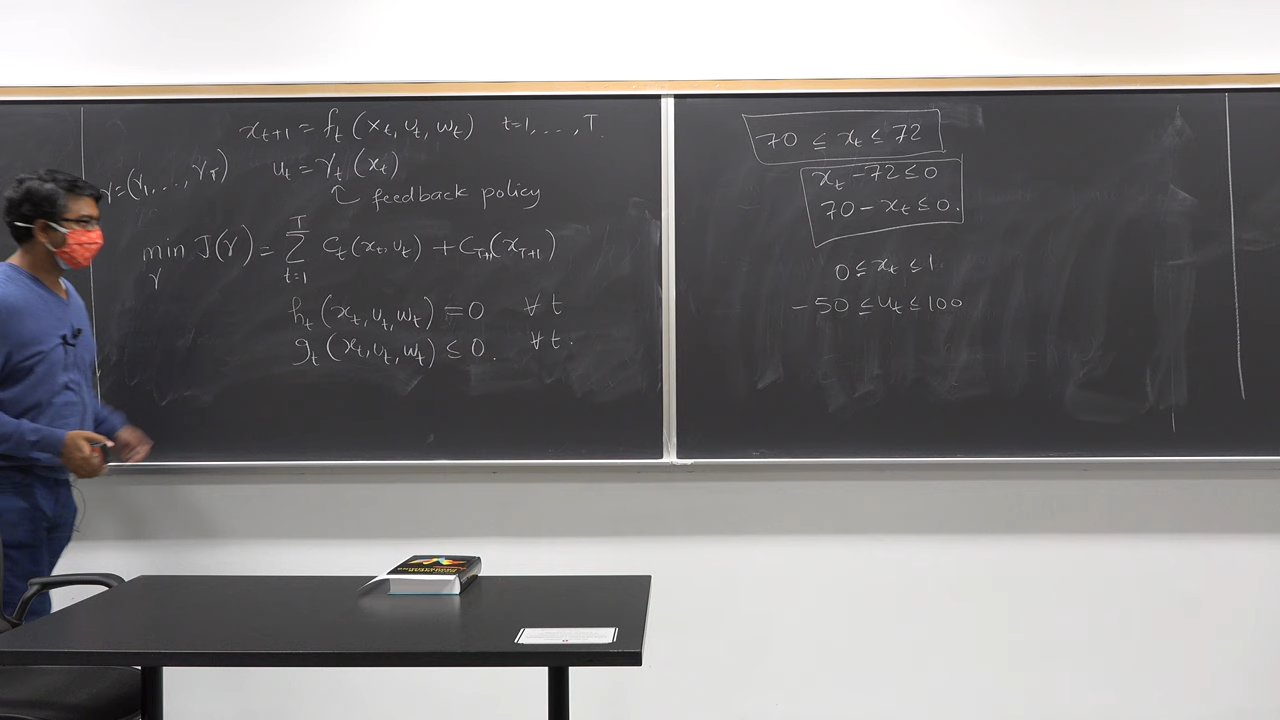 x_{t+1} = f_t (x_t, u_t, w_t) t=1, . . . , T.
γ=(γ_1, . . . , γ_T) u_t = γ_t (x_t)
feedback policy
min_γ J(γ) = ∑_{t=1}^{T} c_t (x_t, u_t) + c_{T+1}(x_{T+1})
h_t (x_t, u_t, w_t) = 0 ∀ t
g_t (x_t, u_t, w_t) ≤ 0. ∀ t.
70 ≤ x_t ≤ 72
x_t - 72 ≤ 0
70 - x_t ≤ 0.
0 ≤ x_t ≤ 1
-50 ≤ u_t ≤ 100